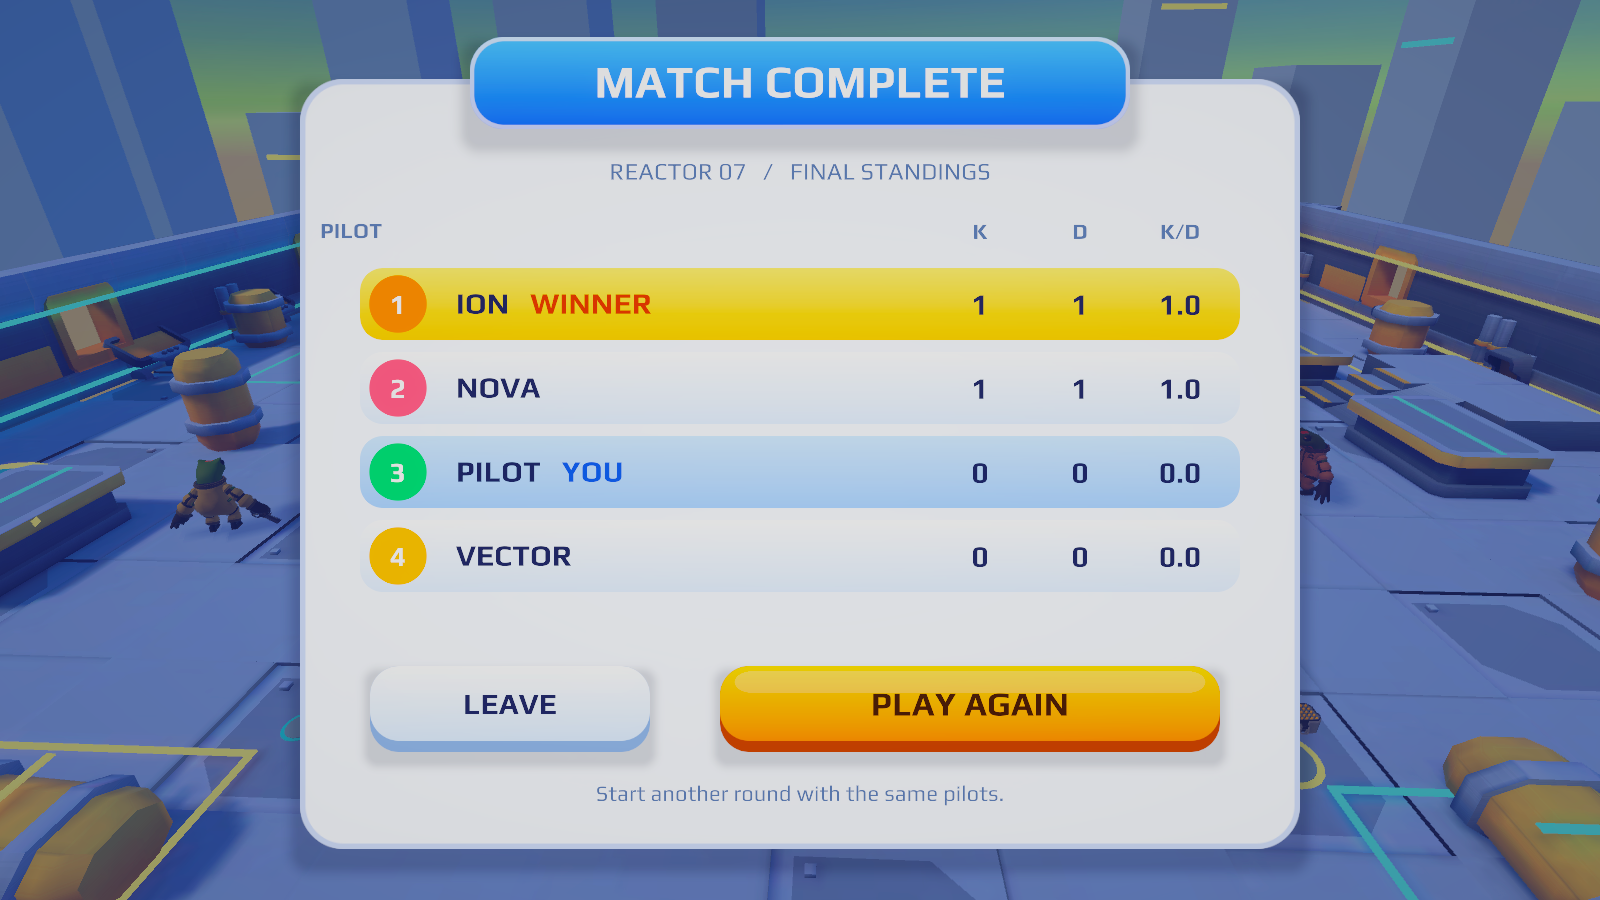 MATCH COMPLETE
REACTOR 07 / FINAL STANDINGS
PILOT K D K/D
1 ION WINNER 1 1 1.0
2 NOVA 1 1 1.0
3 PILOT YOU 0 0 0.0
4 VECTOR 0 0 0.0
LEAVE PLAY AGAIN
Start another round with the same pilots.